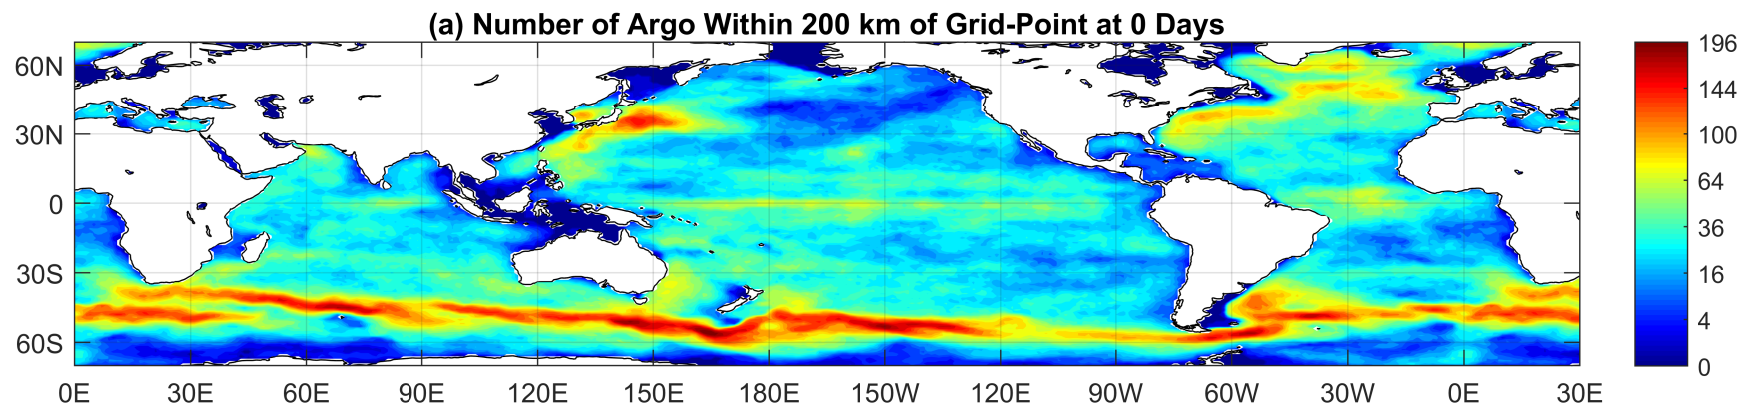 (a) Number of Argo Within 200 km of Grid-Point at 0 Days
60N
30N
0
30S
60S
0E 30E 60E 90E 120E 150E 180E 150W 120W 90W 60W 30W 0E 30E
196
144
100
64
36
16
4
0